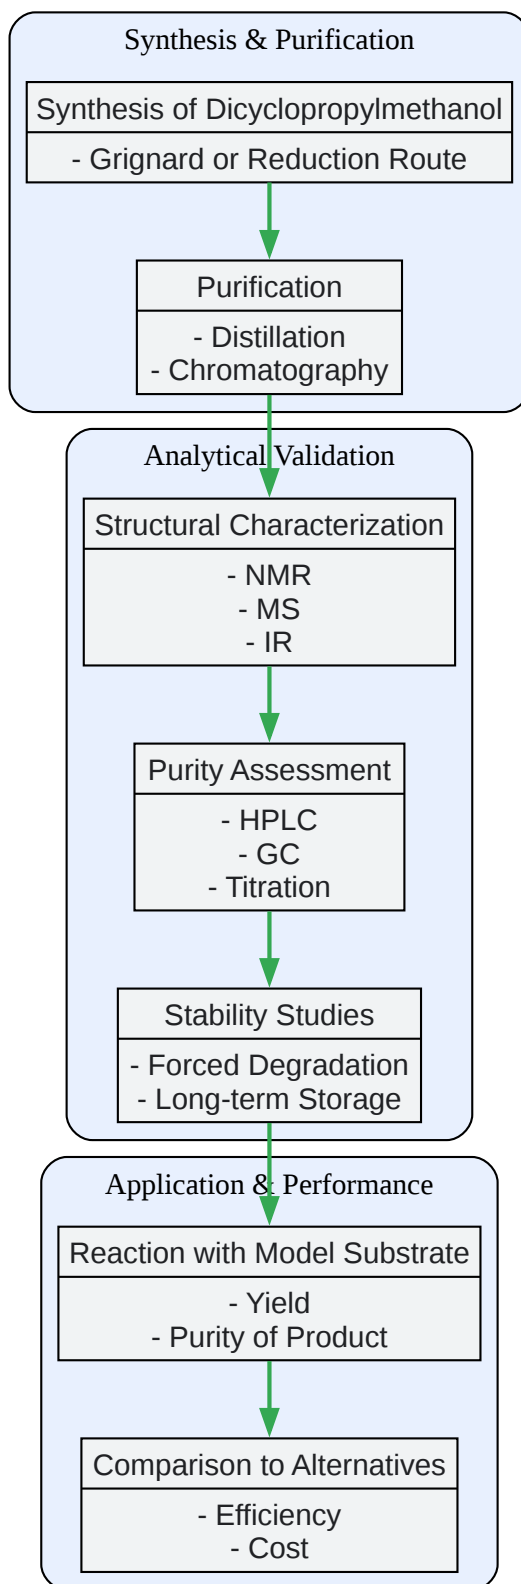 Synthesis & Purification
Synthesis of Dicyclopropylmethanol
- Grignard or Reduction Route
Purification
- Distillation
- Chromatography
Analytical Validation
Structural Characterization
- NMR
- MS
- IR
Purity Assessment
- HPLC
- GC
- Titration
Stability Studies
- Forced Degradation
- Long-term Storage
Application & Performance
Reaction with Model Substrate
- Yield
- Purity of Product
Comparison to Alternatives
- Efficiency
- Cost